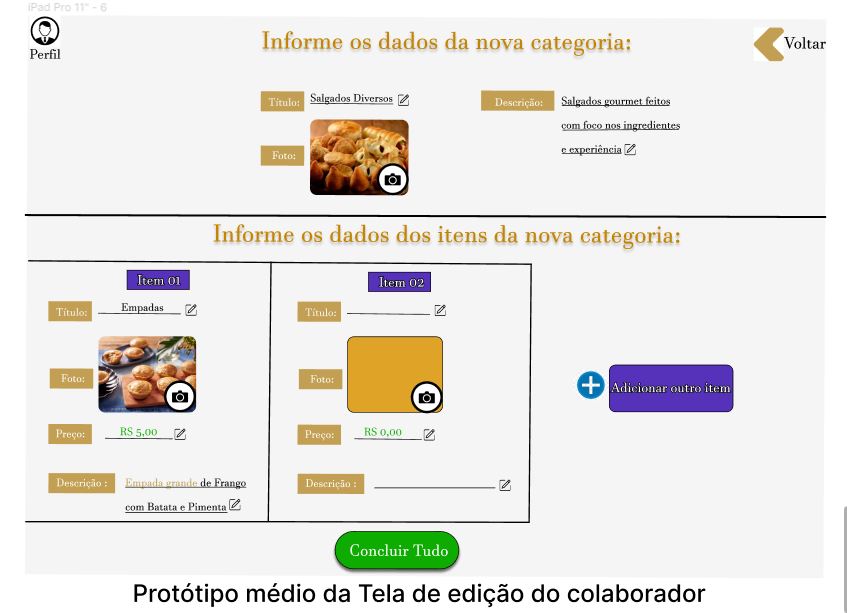 iPad Pro 11" - 6
Perfil
Informe os dados da nova categoria:
Voltar
Título:
Salgados Diversos
Foto:
Descrição:
Salgados gourmet feitos
com foco nos ingredientes
e experiência
Informe os dados dos itens da nova categoria:
Item 01
Título:
Empadas
Foto:
Preço:
RS 5,00
Descrição :
Empada grande de Frango
com Batata e Pimenta
Item 02
Título:
Foto:
Preço:
RS 0,00
Descrição :
Adicionar outro item
Concluir Tudo
Protótipo médio da Tela de edição do colaborador